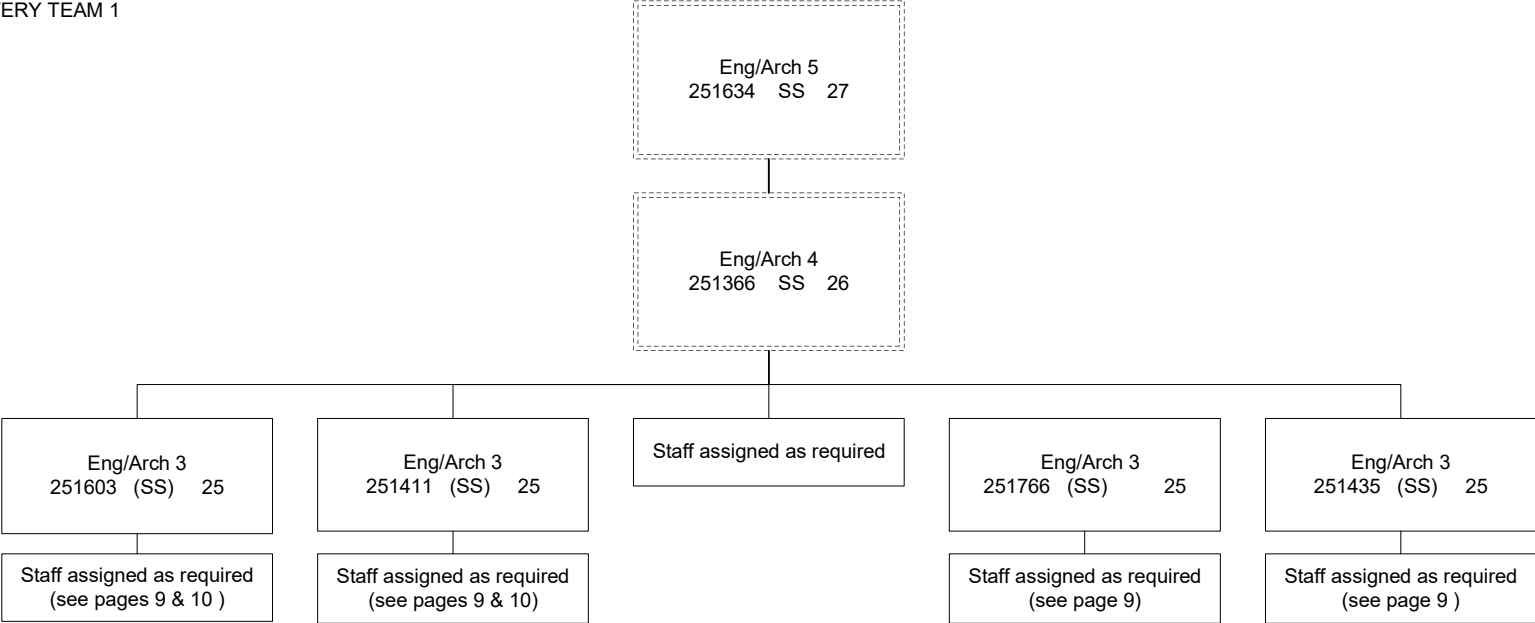 ERY TEAM 1
Eng/Arch 5
251634 SS 27
Eng/Arch 4
251366 SS 26
Eng/Arch 3
251603 (SS) 25
Eng/Arch 3
251411 (SS) 25
Staff assigned as required
Eng/Arch 3
251766 (SS) 25
Eng/Arch 3
251435 (SS) 25
Staff assigned as required
(see pages 9 & 10 )
Staff assigned as required
(see pages 9 & 10)
Staff assigned as required
(see page 9)
Staff assigned as required
(see page 9 )